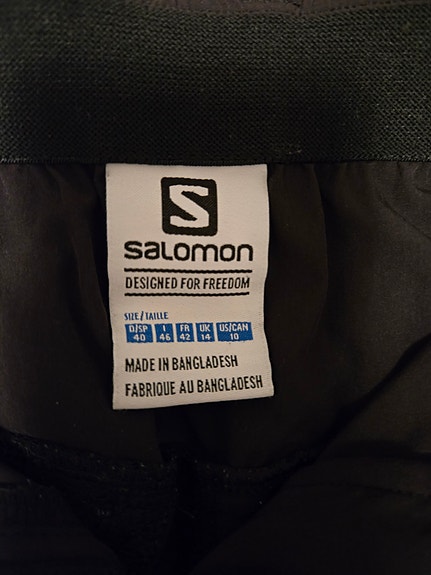 S
SALOMON
DESIGNED FOR FREEDOM
SIZE/TAILLE
D/SP I FR UK US/CAN
40 46 42 14 10
MADE IN BANGLADESH
FABRIQUE AU BANGLADESH